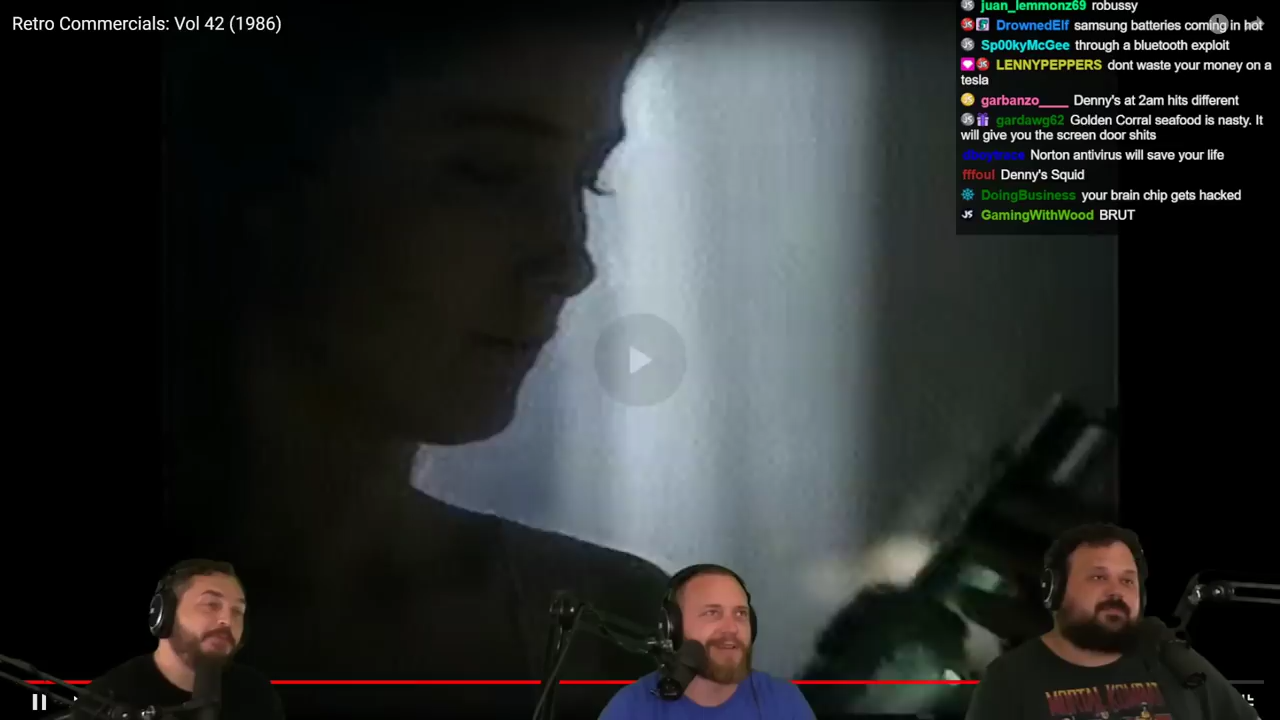 Retro Commercials: Vol 42 (1986)
juan_lemmonz69 robussy
DrownedElf samsung batteries coming in hot
Sp00kyMcGee through a bluetooth exploit
LENNYPEPPERS dont waste your money on a
tesla
garbanzo____ Denny's at 2am hits different
gardawg62 Golden Corral seafood is nasty. It
will give you the screen door shits
Norton antivirus will save your life
fffoul Denny's Squid
DoingBusiness your brain chip gets hacked
GamingWithWood BRUT
MORTAL KOMBAT